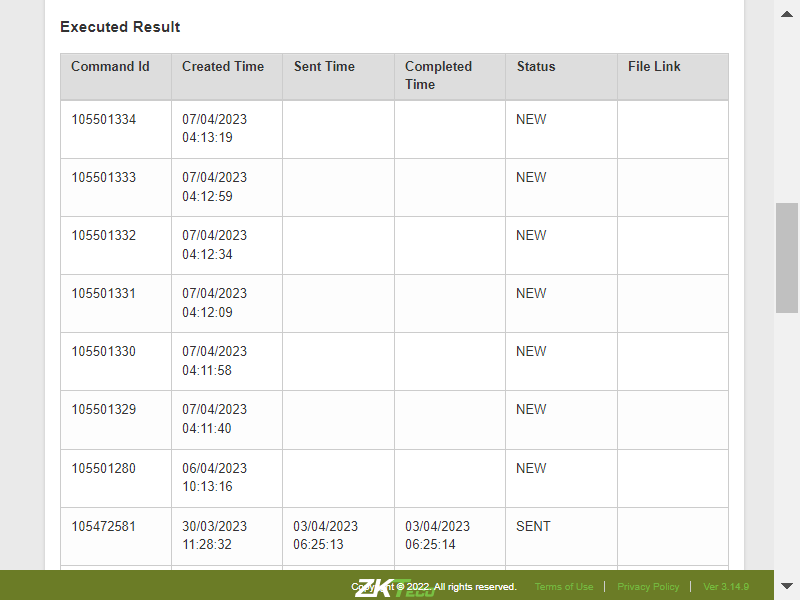 Executed Result
Command Id Created Time Sent Time Completed Time Status File Link
105501334 07/04/2023 04:13:19 NEW
105501333 07/04/2023 04:12:59 NEW
105501332 07/04/2023 04:12:34 NEW
105501331 07/04/2023 04:12:09 NEW
105501330 07/04/2023 04:11:58 NEW
105501329 07/04/2023 04:11:40 NEW
105501280 06/04/2023 10:13:16 NEW
105472581 30/03/2023 11:28:32 03/04/2023 06:25:13 03/04/2023 06:25:14 SENT
ZKTeco
© 2022. All rights reserved. Terms of Use | Privacy Policy | Ver 3.14.9